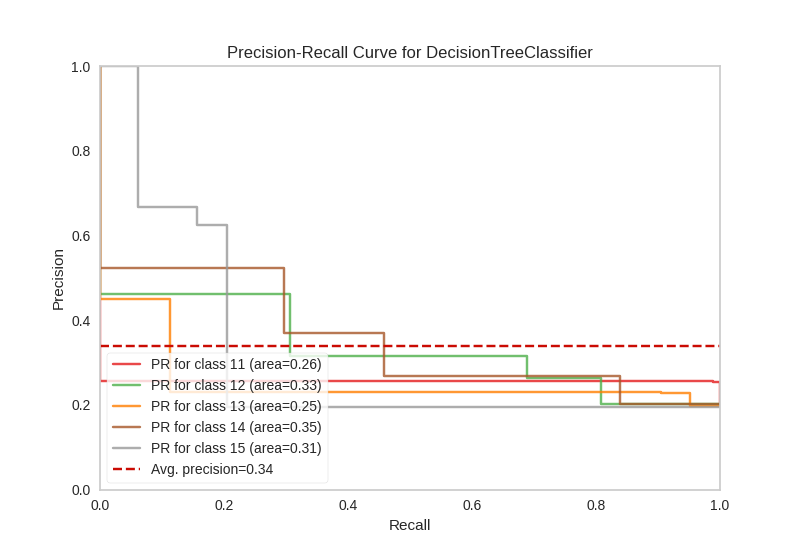 Precision-Recall Curve for DecisionTreeClassifier
1.0
0.8
0.6
0.4
0.2
0.0
Precision
PR for class 11 (area=0.26)
PR for class 12 (area=0.33)
PR for class 13 (area=0.25)
PR for class 14 (area=0.35)
PR for class 15 (area=0.31)
Avg. precision=0.34
0.0 0.2 0.4 0.6 0.8 1.0
Recall